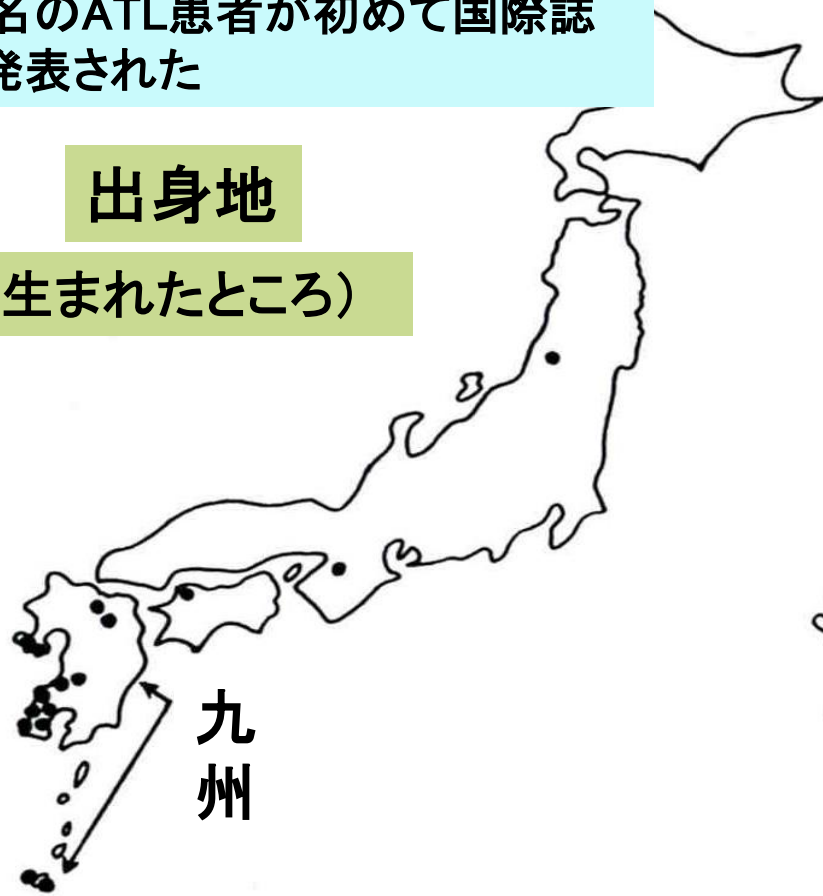 名のATL患者が初めて国際誌
発表された
出身地
生まれたところ）
九
州